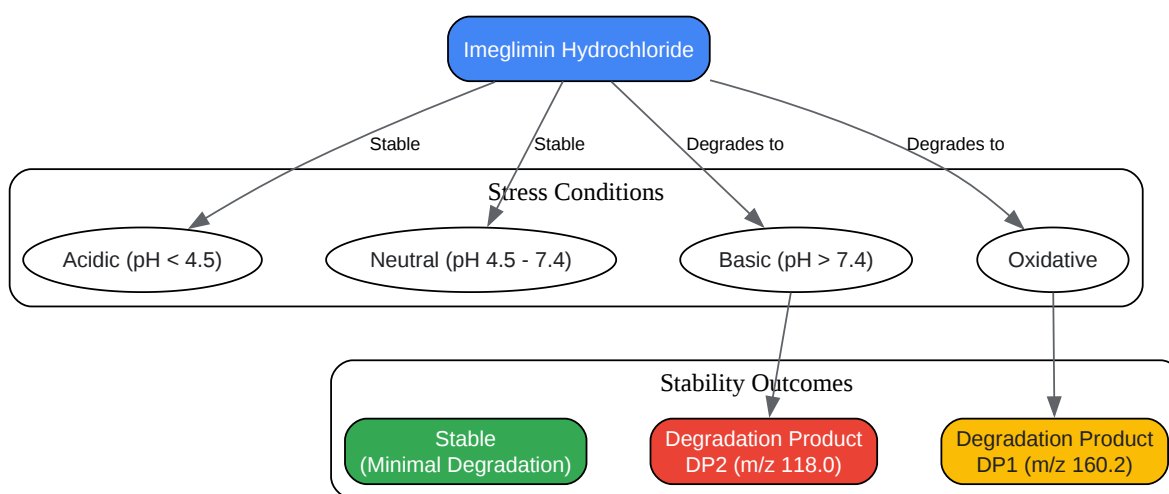 Imeglimin Hydrochloride
Stable
Stable
Degrades to
Degrades to
Stress Conditions
Acidic (pH < 4.5)
Neutral (pH 4.5 - 7.4)
Basic (pH > 7.4)
Oxidative
Stability Outcomes
Stable
(Minimal Degradation)
Degradation Product
DP2 (m/z 118.0)
Degradation Product
DP1 (m/z 160.2)